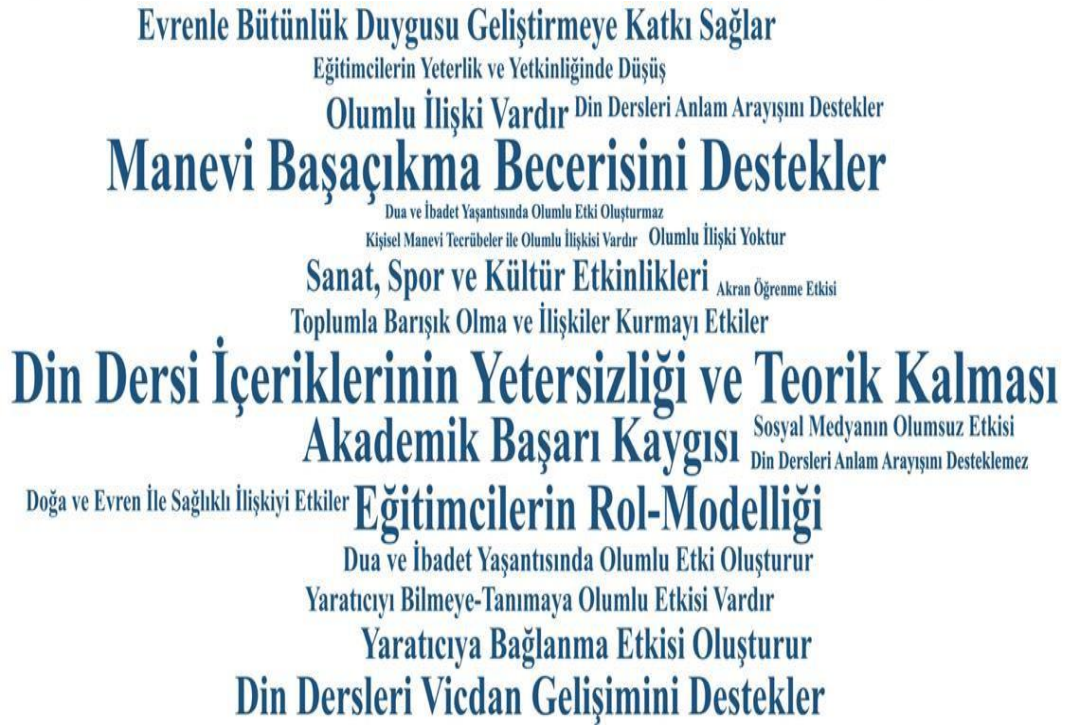 Evrenle Bütünlük Duygusu Geliştirmeye Katkı Sağlar
Eğitimcilerin Yeterlik ve Yetkinliğinde Düşüş
Olumlu İlişki Vardır Din Dersleri Anlam Arayışını Destekler
Manevi Başaçıkma Becerisini Destekler
Dua ve İbadet Yaşantısında Olumlu Etki Oluşturmaz
Kişisel Manevi Tecrübeler ile Olumlu İlişkisi Vardır Olumlu İlişki Yoktur
Sanat, Spor ve Kültür Etkinlikleri Akran Öğrenme Etkisi
Toplumla Barışık Olma ve İlişkiler Kurmayı Etkiler
Din Dersi İçeriklerinin Yetersizliği ve Teorik Kalması
Akademik Başarı Kaygısı Sosyal Medyanın Olumsuz Etkisi
Din Dersleri Anlam Arayışını Desteklemez
Doğa ve Evren İle Sağlıklı İlişkiyi Etkiler Eğitimcilerin Rol-Modelliği
Dua ve İbadet Yaşantısında Olumlu Etki Oluşturur
Yaratıcıyı Bilmeye-Tanımaya Olumlu Etkisi Vardır
Yaratıcıya Bağlanma Etkisi Oluşturur
Din Dersleri Vicdan Gelişimini Destekler